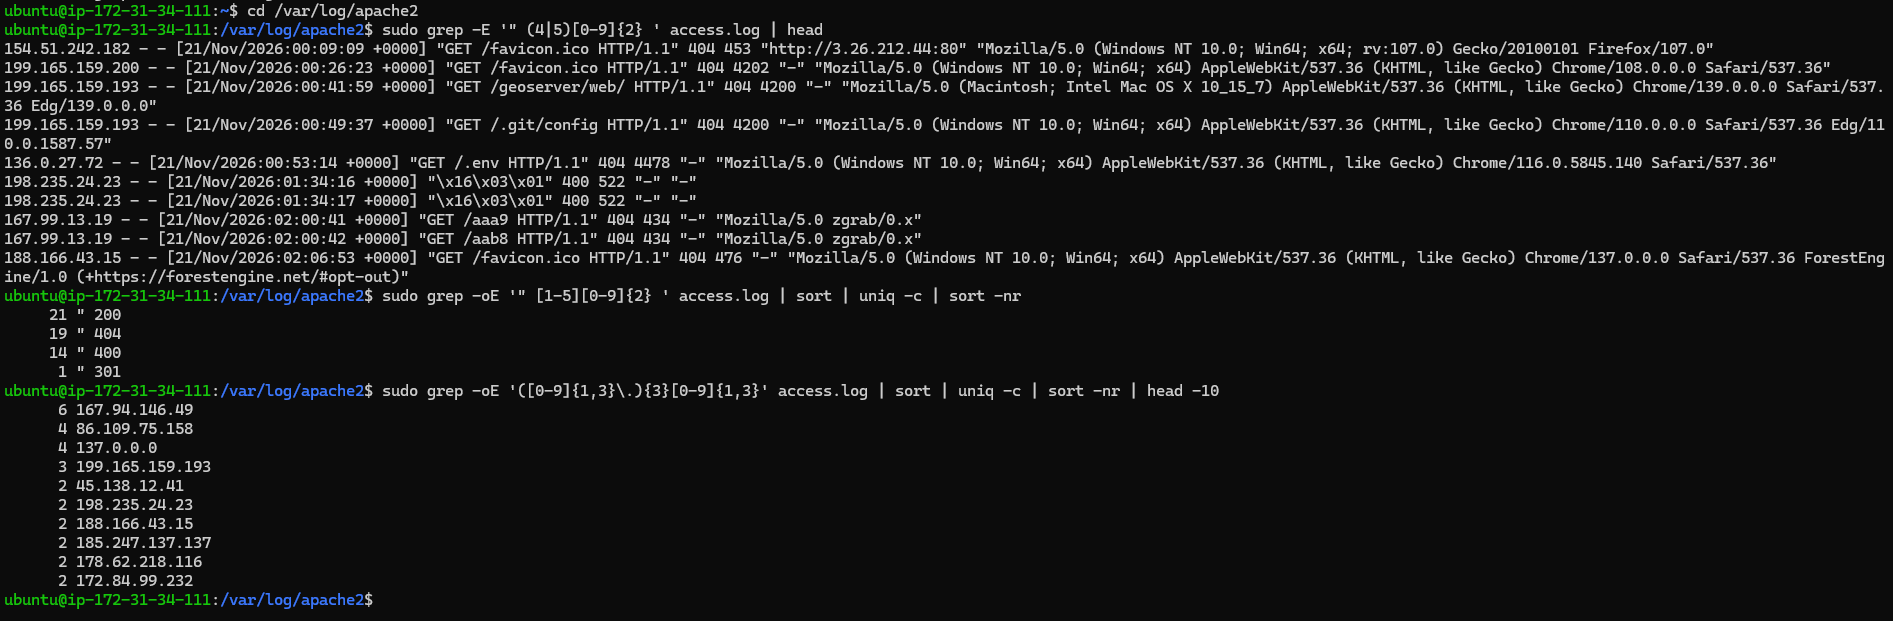 ubuntu@ip-172-31-34-111:~$ cd /var/log/apache2
ubuntu@ip-172-31-34-111:/var/log/apache2$ sudo grep -E '" (4|5)[0-9]{2} ' access.log | head
154.51.242.182 - - [21/Nov/2026:00:09:09 +0000] "GET /favicon.ico HTTP/1.1" 404 453 "http://3.26.212.44:80" "Mozilla/5.0 (Windows NT 10.0; Win64; x64; rv:107.0) Gecko/20100101 Firefox/107.0"
199.165.159.200 - - [21/Nov/2026:00:26:23 +0000] "GET /favicon.ico HTTP/1.1" 404 4202 "-" "Mozilla/5.0 (Windows NT 10.0; Win64; x64) AppleWebKit/537.36 (KHTML, like Gecko) Chrome/108.0.0.0 Safari/537.36"
199.165.159.193 - - [21/Nov/2026:00:41:59 +0000] "GET /geoserver/web/ HTTP/1.1" 404 4200 "-" "Mozilla/5.0 (Macintosh; Intel Mac OS X 10_15_7) AppleWebKit/537.36 (KHTML, like Gecko) Chrome/139.0.0.0 Safari/537.
36 Edg/139.0.0.0"
199.165.159.193 - - [21/Nov/2026:00:49:37 +0000] "GET /.git/config HTTP/1.1" 404 4200 "-" "Mozilla/5.0 (Windows NT 10.0; Win64; x64) AppleWebKit/537.36 (KHTML, like Gecko) Chrome/110.0.0.0 Safari/537.36 Edg/11
0.0.1587.57"
136.0.27.72 - - [21/Nov/2026:00:53:14 +0000] "GET /.env HTTP/1.1" 404 4478 "-" "Mozilla/5.0 (Windows NT 10.0; Win64; x64) AppleWebKit/537.36 (KHTML, like Gecko) Chrome/116.0.5845.140 Safari/537.36"
198.235.24.23 - - [21/Nov/2026:01:34:16 +0000] "\x16\x03\x01" 400 522 "-" "-"
198.235.24.23 - - [21/Nov/2026:01:34:17 +0000] "\x16\x03\x01" 400 522 "-" "-"
167.99.13.19 - - [21/Nov/2026:02:00:41 +0000] "GET /aaa9 HTTP/1.1" 404 434 "-" "Mozilla/5.0 zgrab/0.x"
167.99.13.19 - - [21/Nov/2026:02:00:42 +0000] "GET /aab8 HTTP/1.1" 404 434 "-" "Mozilla/5.0 zgrab/0.x"
188.166.43.15 - - [21/Nov/2026:02:06:53 +0000] "GET /favicon.ico HTTP/1.1" 404 476 "-" "Mozilla/5.0 (Windows NT 10.0; Win64; x64) AppleWebKit/537.36 (KHTML, like Gecko) Chrome/137.0.0.0 Safari/537.36 ForestEng
ine/1.0 (+https://forestengine.net/#opt-out)"
ubuntu@ip-172-31-34-111:/var/log/apache2$ sudo grep -oE '" [1-5][0-9]{2} ' access.log | sort | uniq -c | sort -nr
21 " 200
19 " 404
14 " 400
1 " 301
ubuntu@ip-172-31-34-111:/var/log/apache2$ sudo grep -oE '([0-9]{1,3}\.){3}[0-9]{1,3}' access.log | sort | uniq -c | sort -nr | head -10
6 167.94.146.49
4 86.109.75.158
4 137.0.0.0
3 199.165.159.193
2 45.138.12.41
2 198.235.24.23
2 188.166.43.15
2 185.247.137.137
2 178.62.218.116
2 172.84.99.232
ubuntu@ip-172-31-34-111:/var/log/apache2$